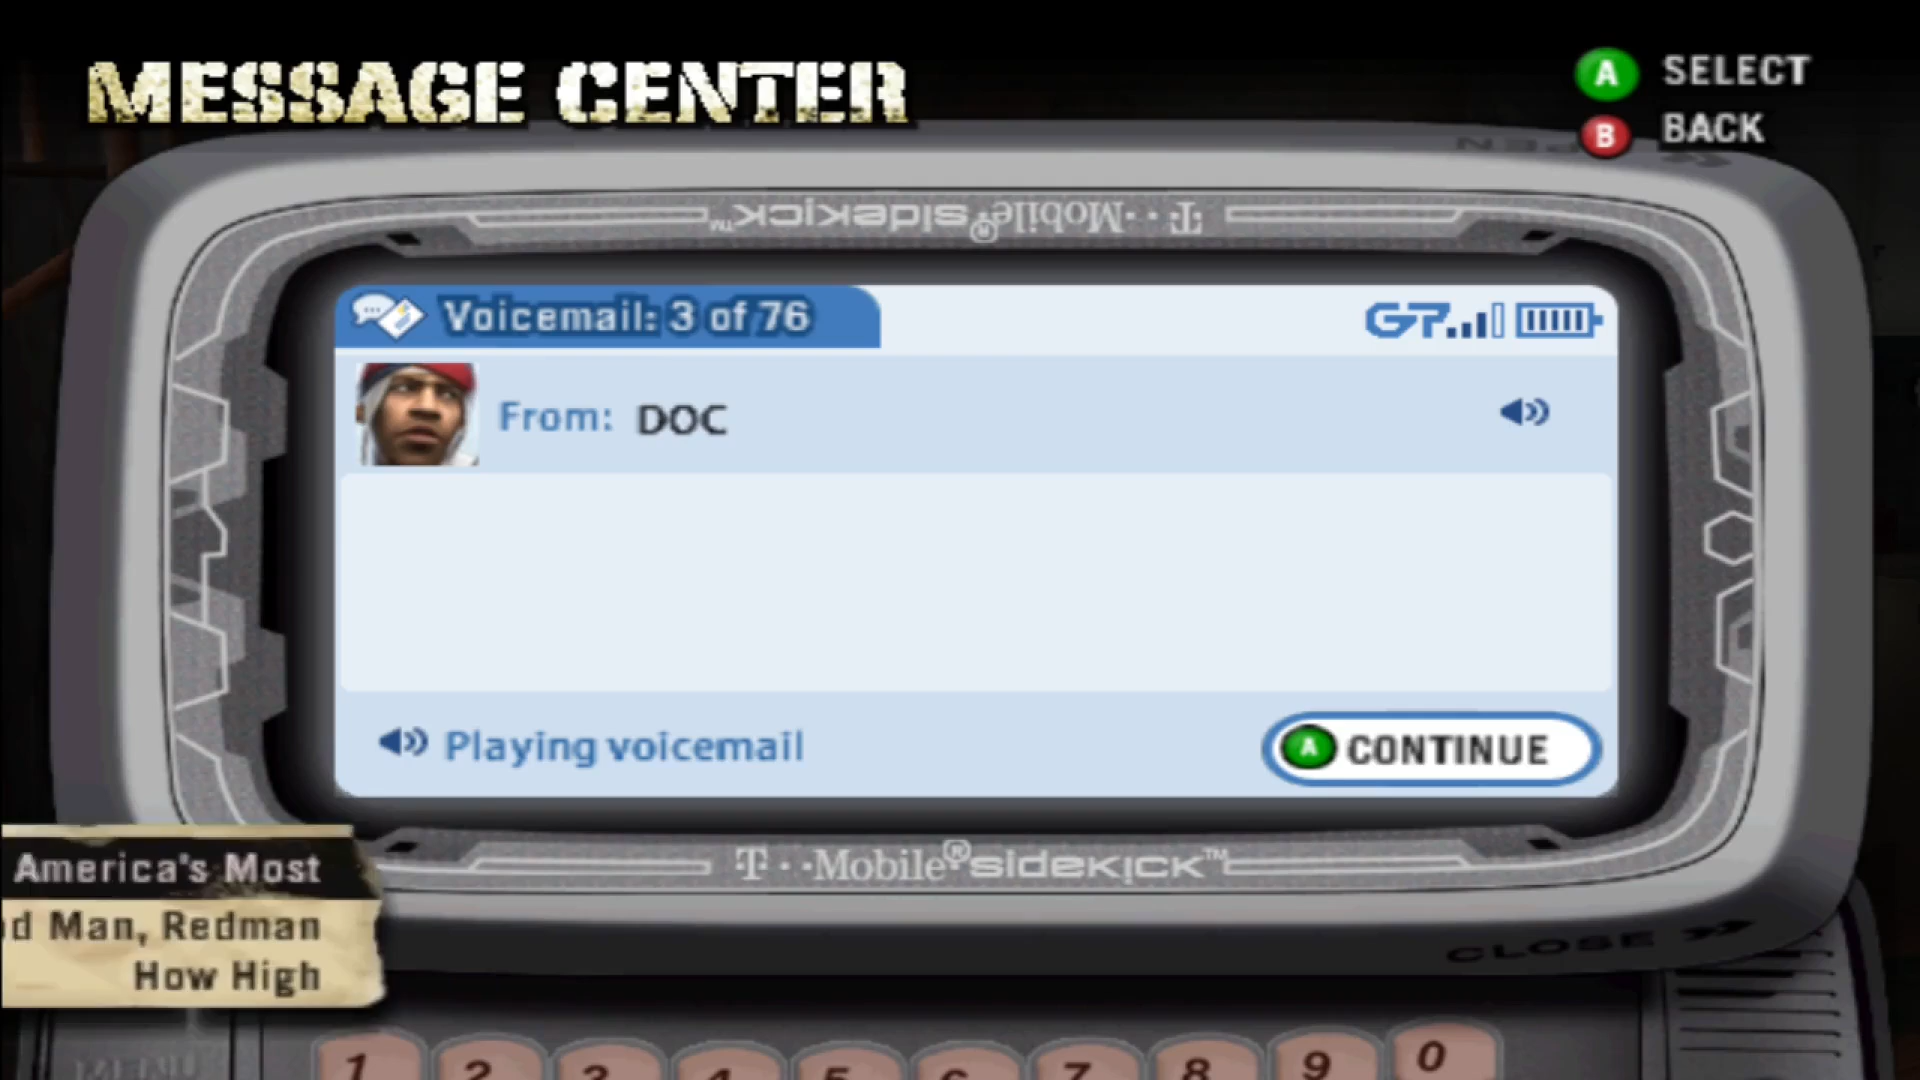 MESSAGE CENTER
A SELECT
B BACK
T··Mobile® sidekick™
Voicemail: 3 of 76
From: DOC
Playing voicemail
A CONTINUE
T··Mobile® sidekick™
America's Most
d Man, Redman
How High
CLOSE
MENU
1 2 3 4 5 6 7 8 9 0